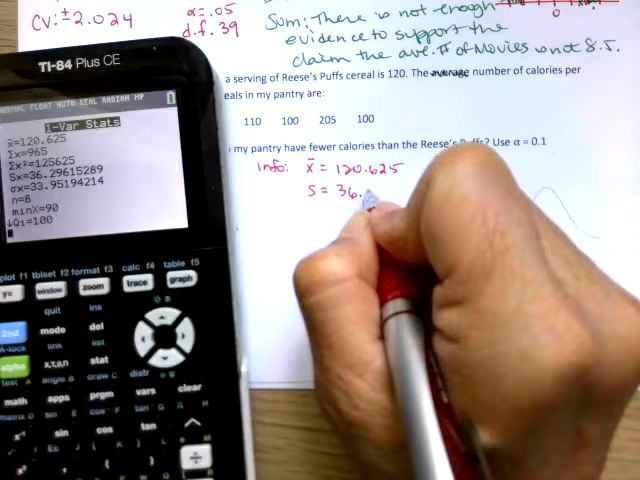 CV: ± 2.024
α = .05
d.f. 39
Sum: There is not enough
evidence to support the
claim the ave. # of Movies is not 8.5.
0
TI-84 Plus CE
NORMAL FLOAT AUTO REAL RADIAN MP
1-Var Stats
x̄=120.625
Σx=965
Σx²=125625
Sx=36.29615289
σx=33.95194214
n=8
minX=90
↓Q₁=100
a serving of Reese's Puffs cereal is 120. The average number of calories per
eals in my pantry are:
110 100 205 100
my pantry have fewer calories than the Reese's Puffs? Use α = 0.1
Info: x̄ = 120.625
S = 36.
plot f1 tblset f2 format f3 calc f4 table f5
y= window zoom trace graph
quit ins
2nd mode del
A-lock link list
alpha x,t,θ,n stat
test A angle B draw C distr
math apps prgm vars clear
x⁻¹ sin cos tan ^
x² , ( ) ÷